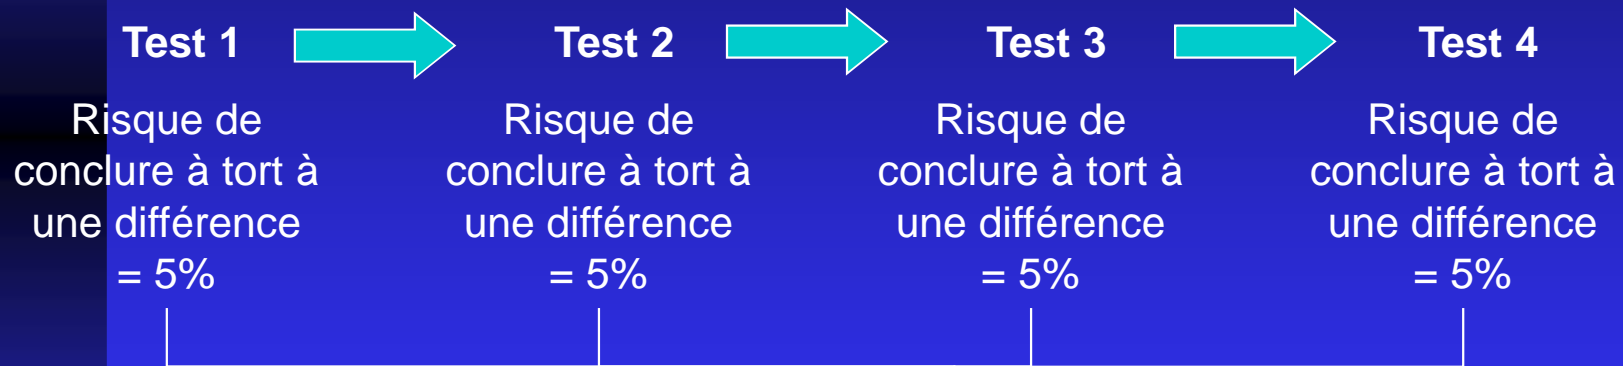 Test 1
Test 2
Test 3
Test 4
Risque de
conclure à tort à
une différence
= 5%
Risque de
conclure à tort à
une différence
= 5%
Risque de
conclure à tort à
une différence
= 5%
Risque de
conclure à tort à
une différence
= 5%